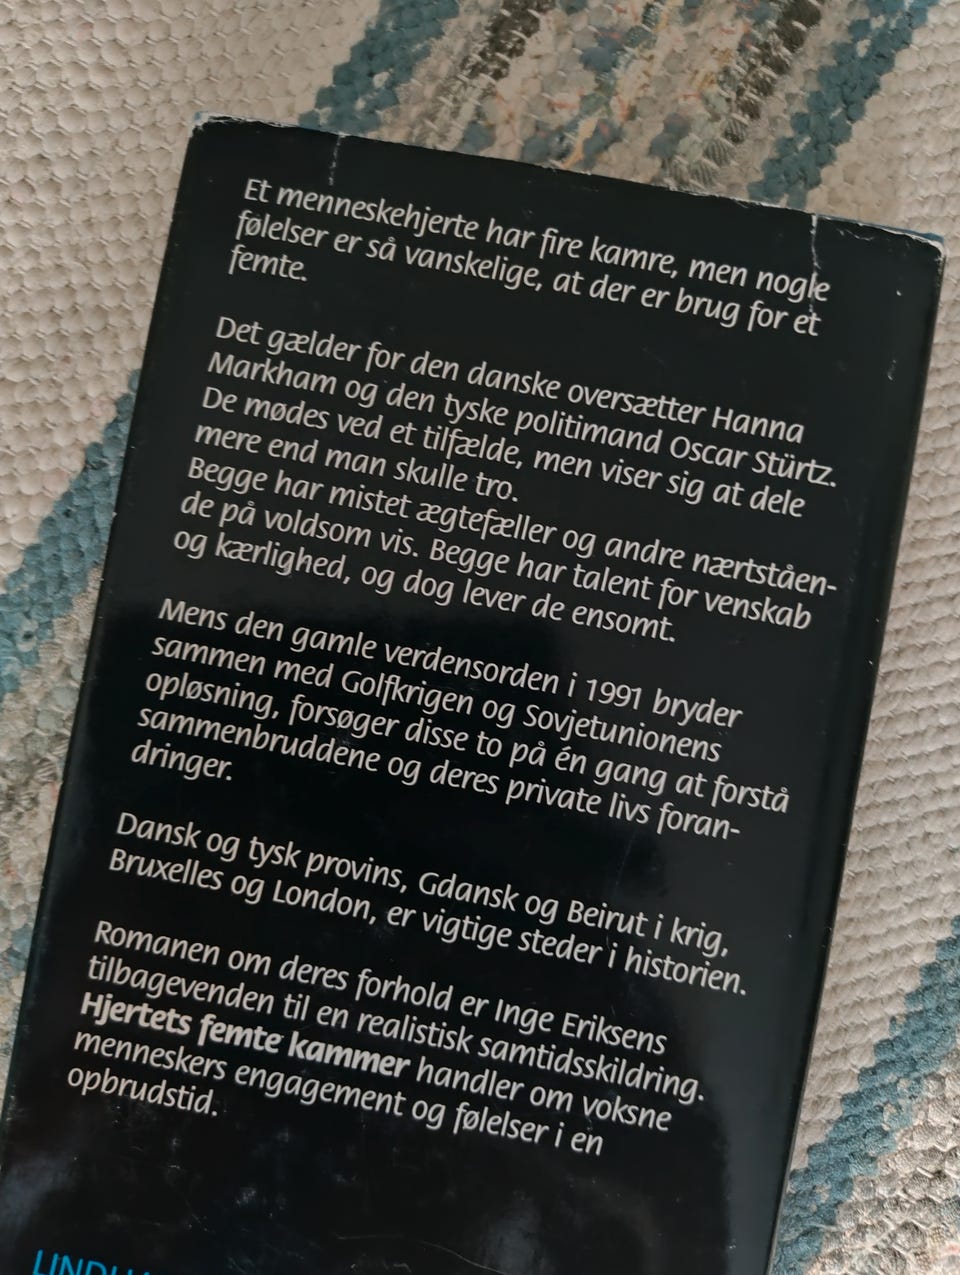 Et menneskehjerte har fire kamre, men nogle
følelser er så vanskelige, at der er brug for et
femte.
Det gælder for den danske oversætter Hanna
Markham og den tyske politimand Oscar Stürtz.
De mødes ved et tilfælde, men viser sig at dele
mere end man skulle tro.
Begge har mistet ægtefæller og andre nærtståen-
de på voldsom vis. Begge har talent for venskab
og kærlighed, og dog lever de ensomt.
Mens den gamle verdensorden i 1991 bryder
sammen med Golfkrigen og Sovjetunionens
opløsning, forsøger disse to på én gang at forstå
sammenbruddene og deres private livs foran-
dringer.
Dansk og tysk provins, Gdansk og Beirut i krig,
Bruxelles og London, er vigtige steder i historien.
Romanen om deres forhold er Inge Eriksens
tilbagevenden til en realistisk samtidsskildring.
Hjertets femte kammer handler om voksne
menneskers engagement og følelser i en
opbrudstid.